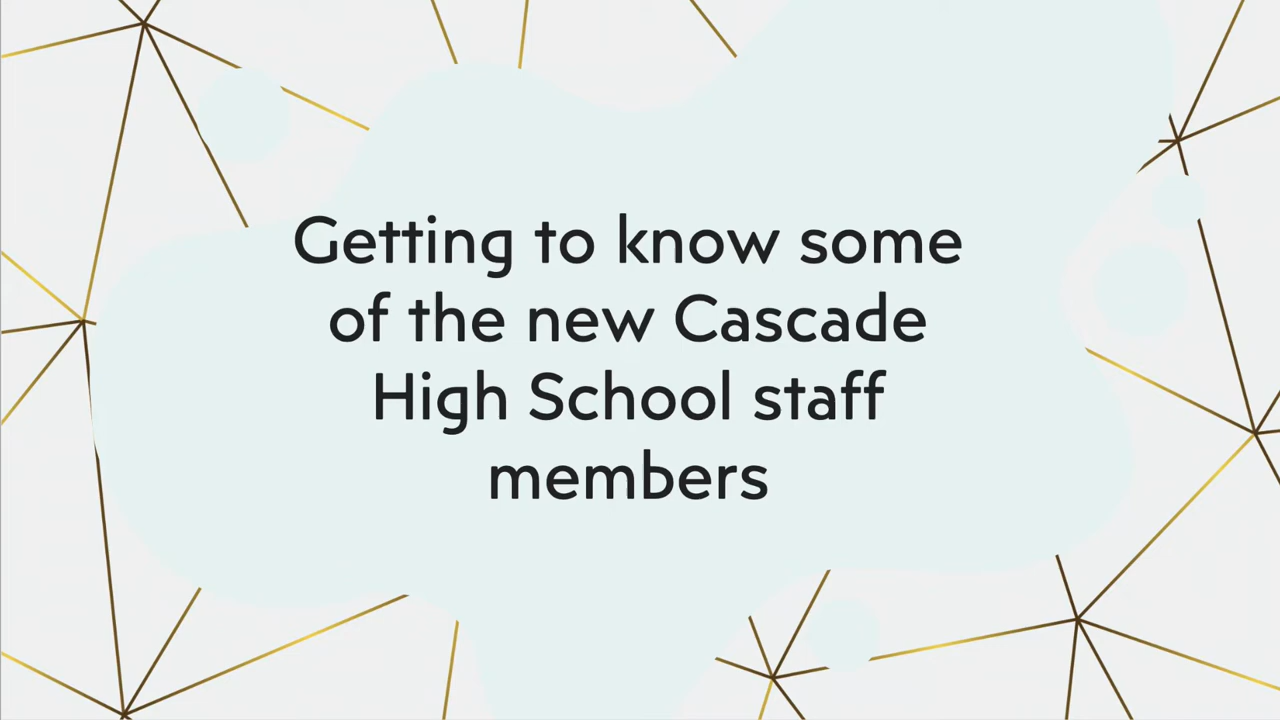 Getting to know some
of the new Cascade
High School staff
members